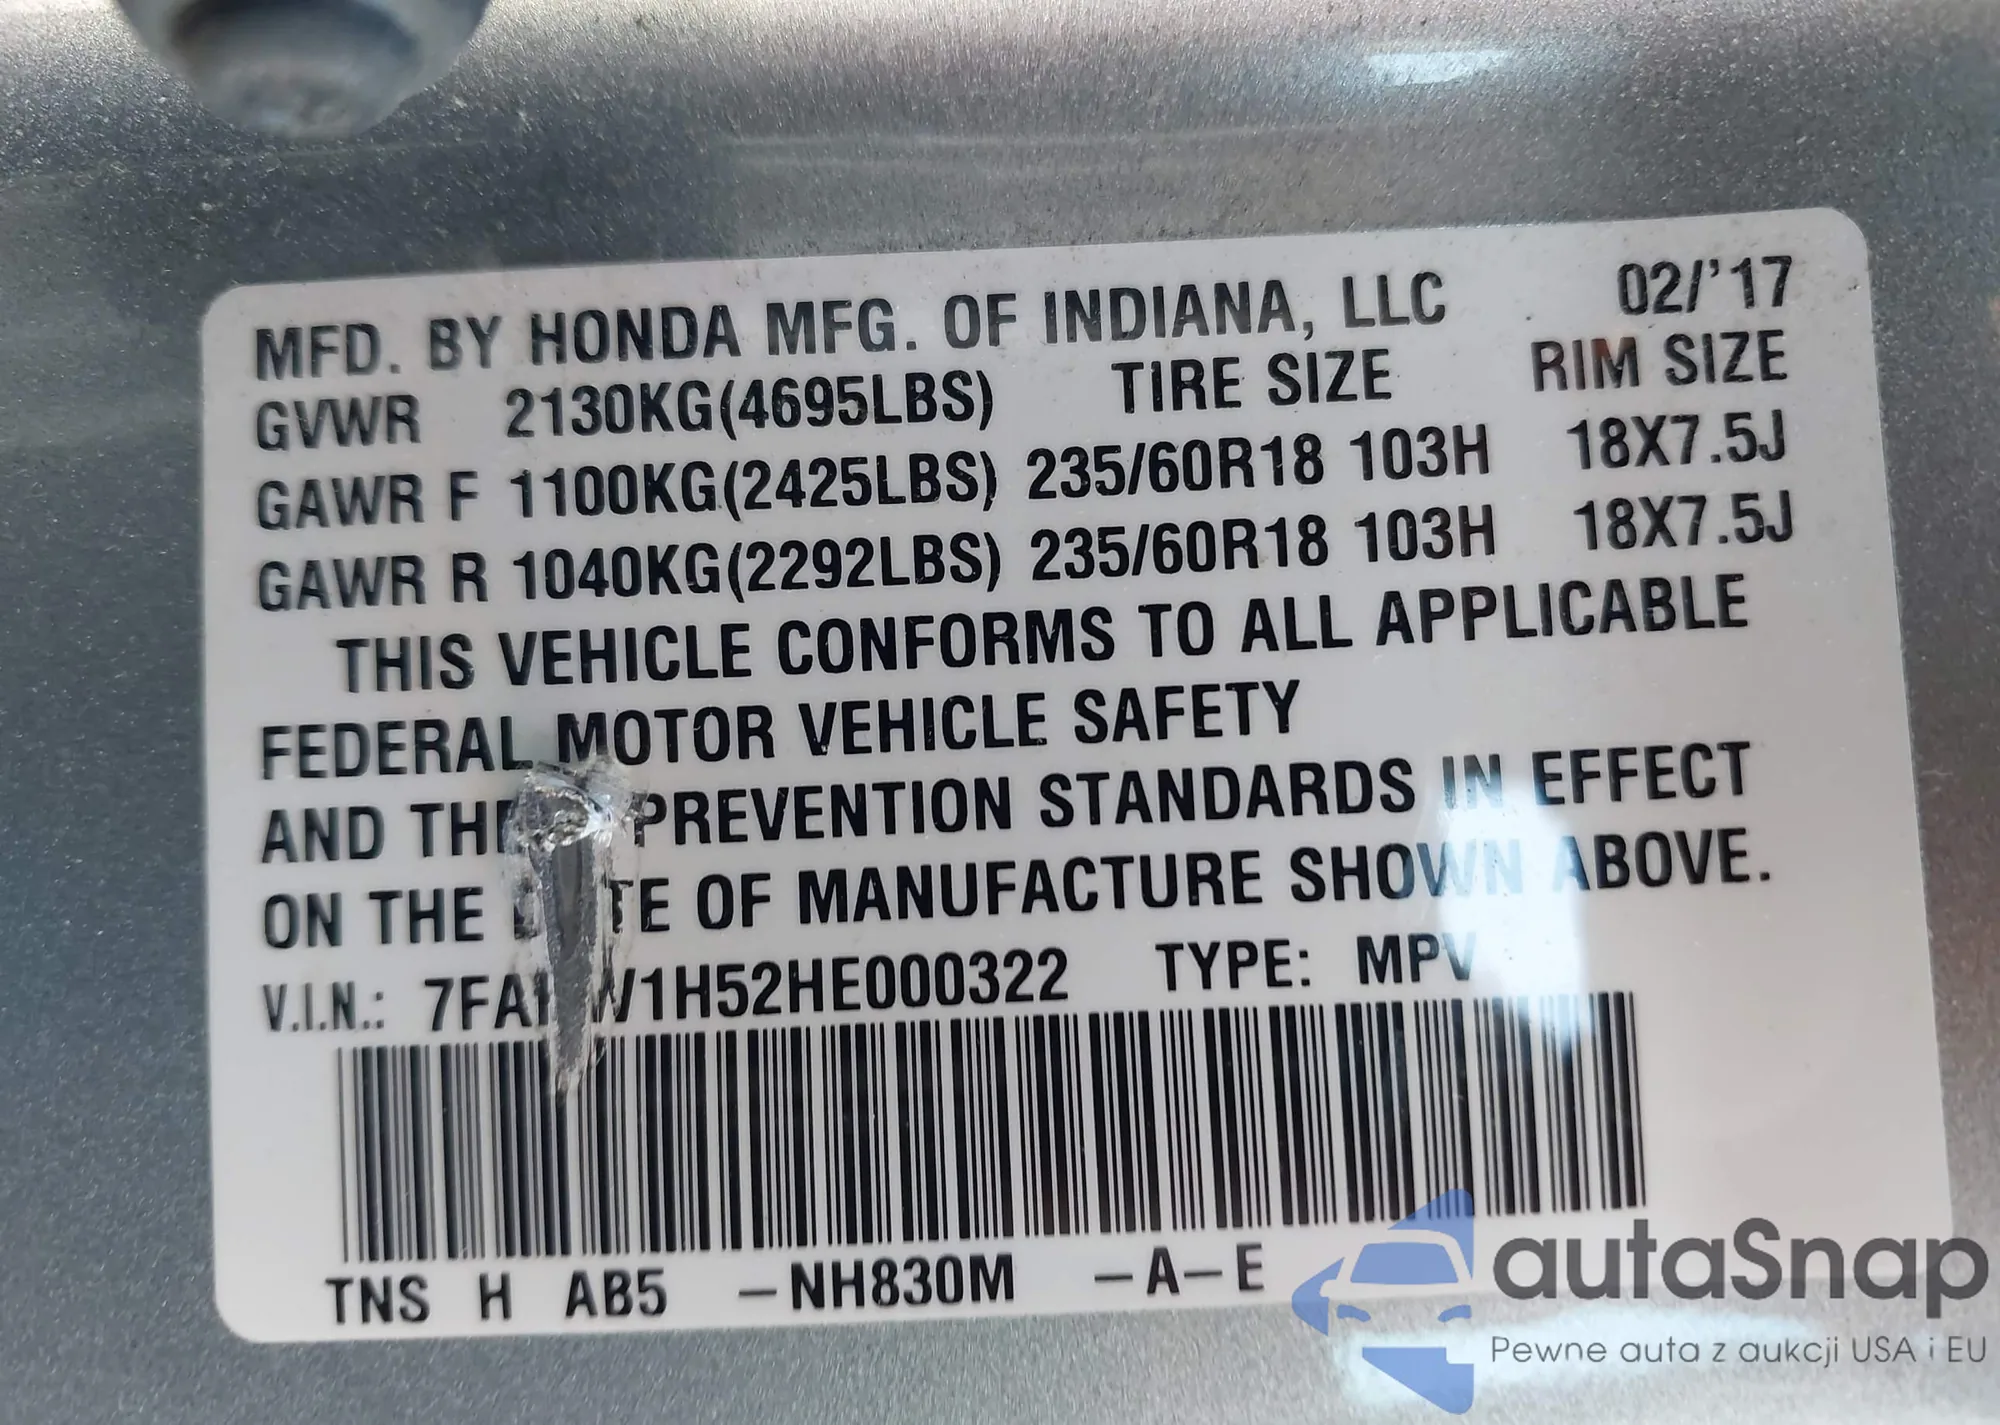 MFD. BY HONDA MFG. OF INDIANA, LLC 02/'17
GVWR 2130KG(4695LBS) TIRE SIZE RIM SIZE
GAWR F 1100KG(2425LBS) 235/60R18 103H 18X7.5J
GAWR R 1040KG(2292LBS) 235/60R18 103H 18X7.5J
THIS VEHICLE CONFORMS TO ALL APPLICABLE
FEDERAL MOTOR VEHICLE SAFETY
AND PREVENTION STANDARDS IN EFFECT
ON THE OF MANUFACTURE SHOWN ABOVE.
V.I.N.: TYPE: MPV
TNS H AB5 -NH830M -A-E
autaSnap
Pewne auta z aukcji USA i EU